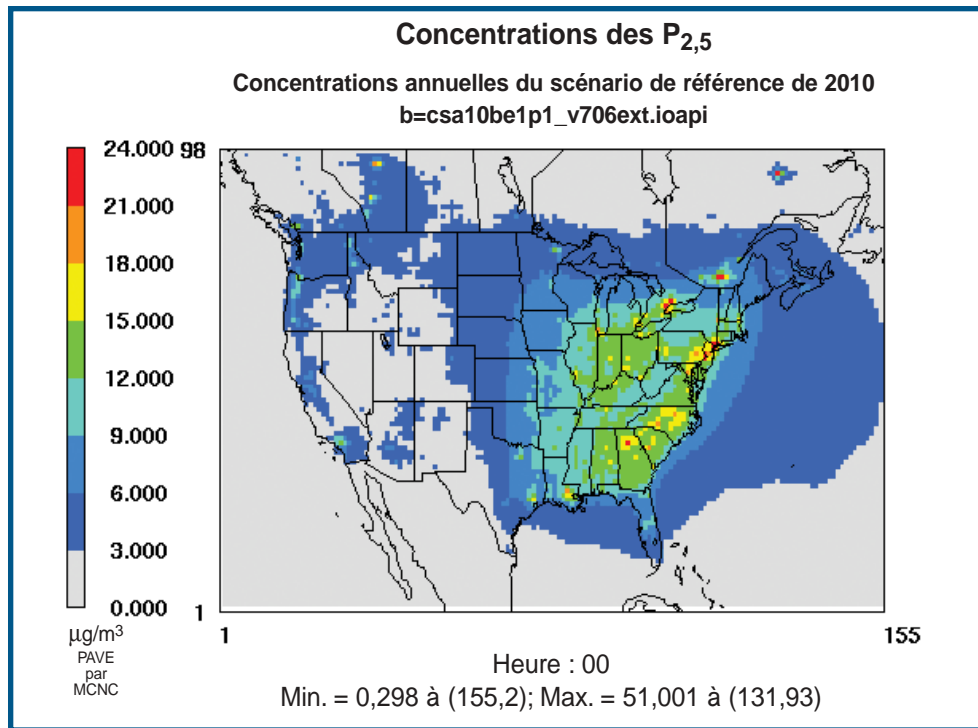 Concentrations des P2,5
Concentrations annuelles du scénario de référence de 2010
b=csa10be1p1_v706ext.ioapi
24.000
21.000
18.000
15.000
12.000
9.000
6.000
3.000
0.000
µg/m³
PAVE
par
MCNC
98
1
1
155
Heure : 00
Min. = 0,298 à (155,2); Max. = 51,001 à (131,93)